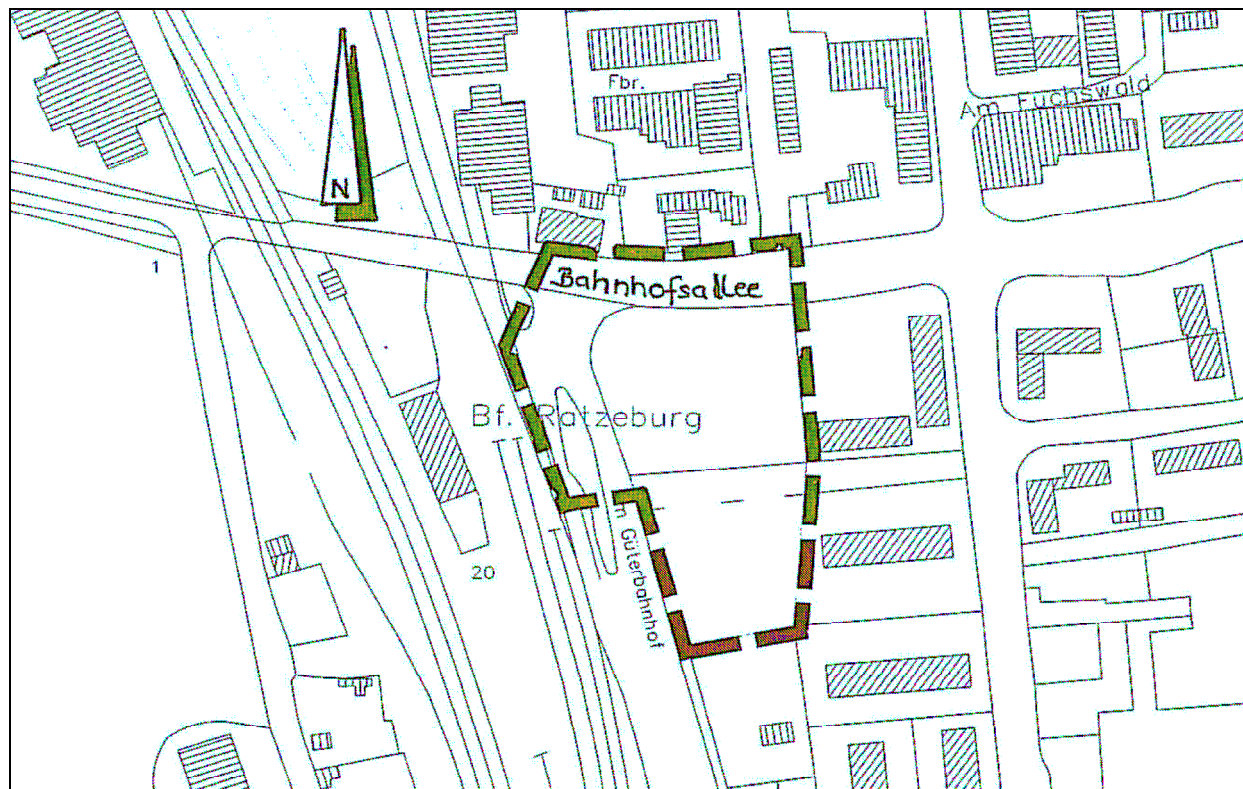 Fbr.
Am Fuchswald
N
1
Bahnhofsallee
Bf. Ratzeburg
20
m Güterbahnhof